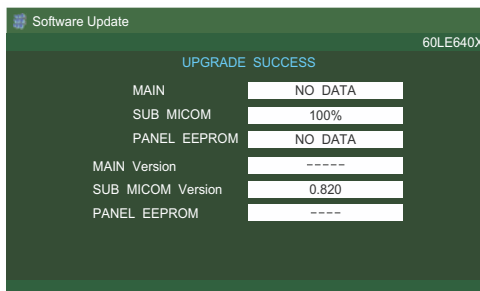 Software Update
60LE640X
UPGRADE SUCCESS
MAIN NO DATA
SUB MICOM 100%
PANEL EEPROM NO DATA
MAIN Version -----
SUB MICOM Version 0.820
PANEL EEPROM ----